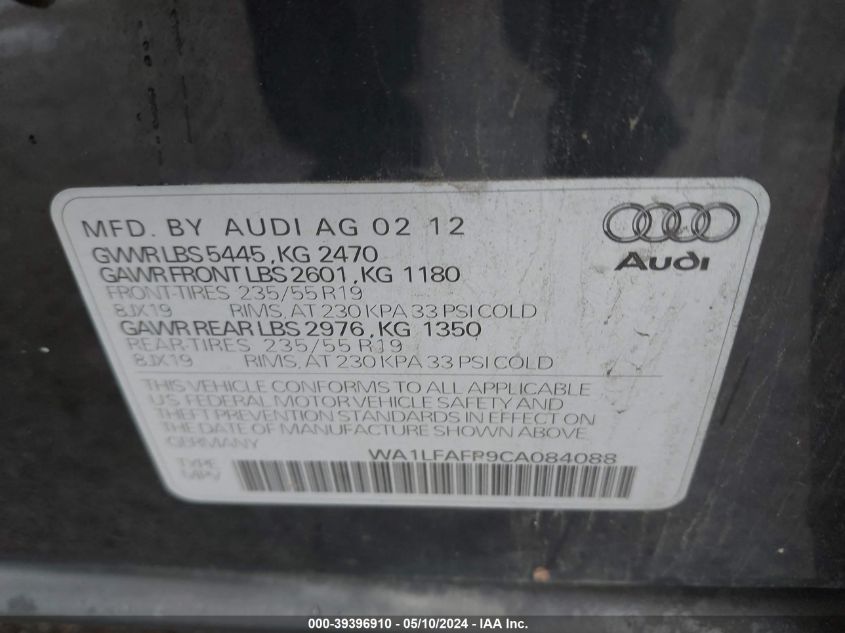 MFD. BY AUDI AG 02 12
GVWR LBS 5445, KG 2470
GAWR FRONT LBS 2601, KG 1180
FRONT-TIRES 235/55 R19
8JX19 RIMS, AT 230 KPA 33 PSI COLD
GAWR REAR LBS 2976, KG 1350
REAR-TIRES 235/55 R19
8JX19 RIMS, AT 230 KPA 33 PSI COLD
Audi
THIS VEHICLE CONFORMS TO ALL APPLICABLE
U.S. FEDERAL MOTOR VEHICLE SAFETY AND
THEFT PREVENTION STANDARDS IN EFFECT ON
THE DATE OF MANUFACTURE SHOWN ABOVE.
/GERMANY
WA1LFAFP9CA084088
TYPE
MPV
000-39396910 - 05/10/2024 - IAA Inc.